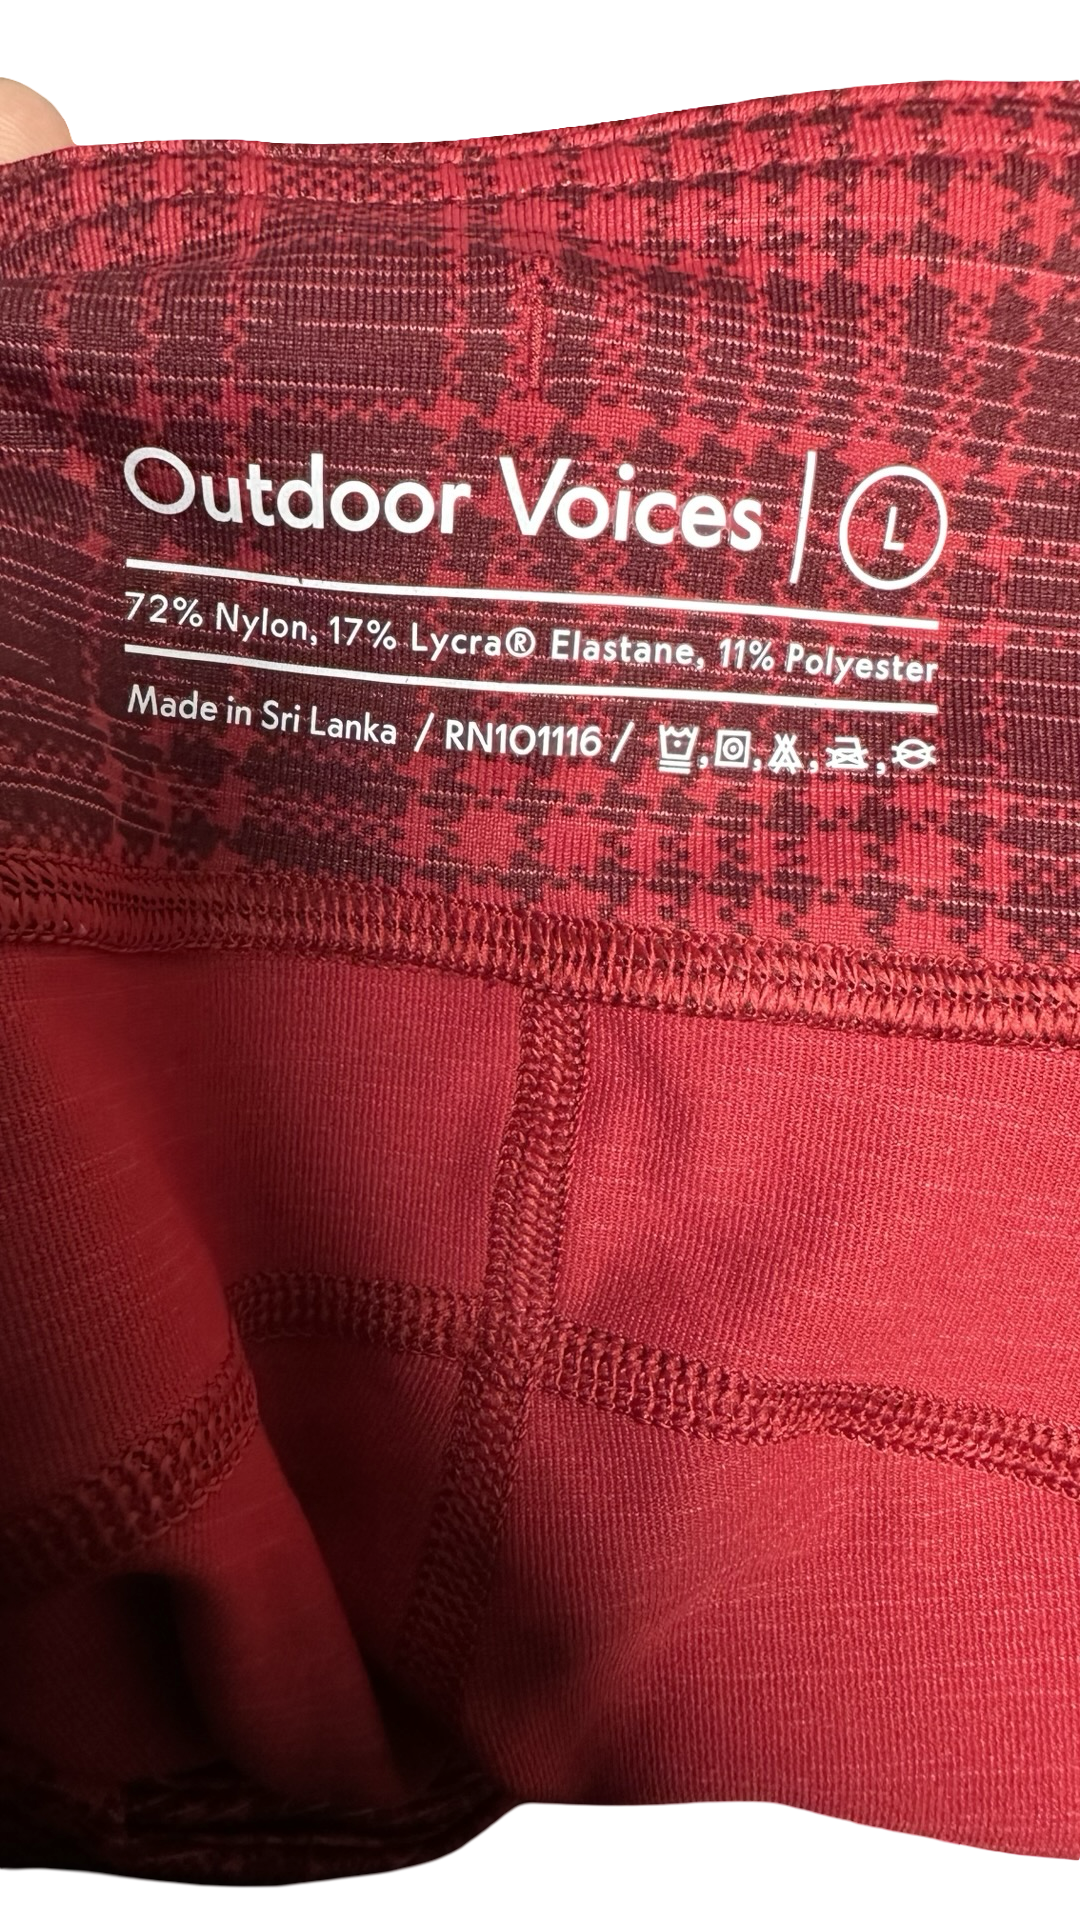 Outdoor Voices | L
72% Nylon, 17% Lycra® Elastane, 11% Polyester
Made in Sri Lanka / RN101116 /